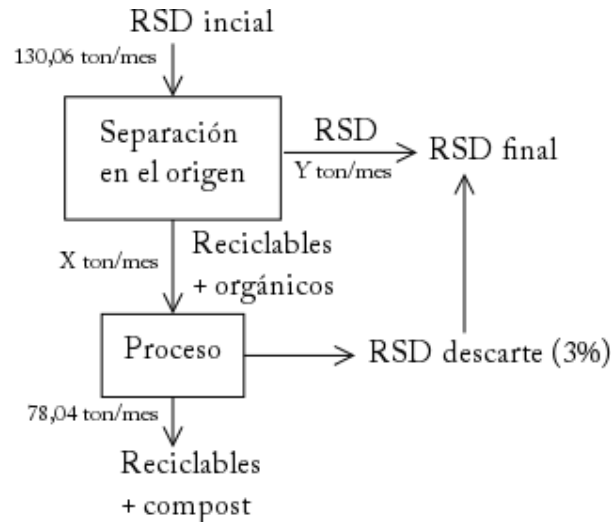 RSD incial
130,06 ton/mes
Separación
en el origen
RSD
Y ton/mes
RSD final
X ton/mes
Reciclables
+ orgánicos
Proceso
RSD descarte (3%)
78,04 ton/mes
Reciclables
+ compost